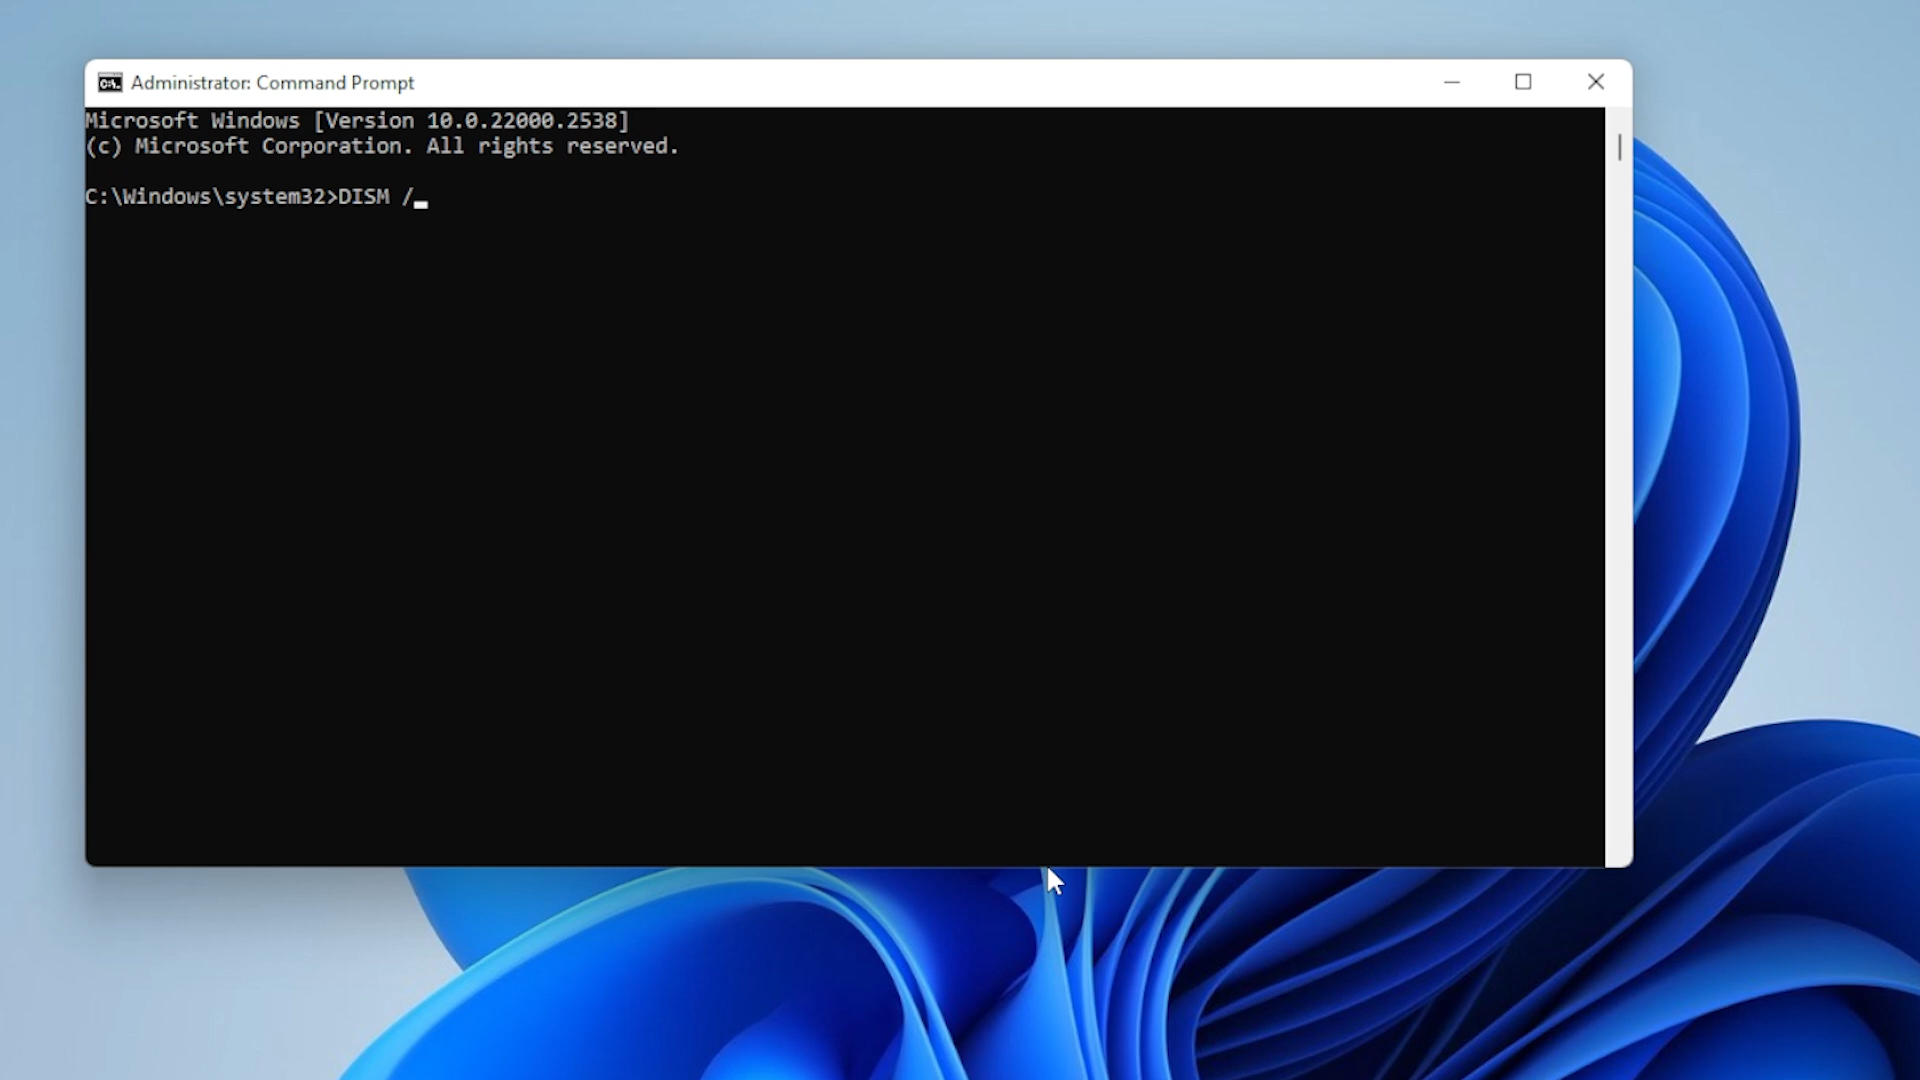 Administrator: Command Prompt
Microsoft Windows [Version 10.0.22000.2538]
(c) Microsoft Corporation. All rights reserved.
C:\Windows\system32>DISM /